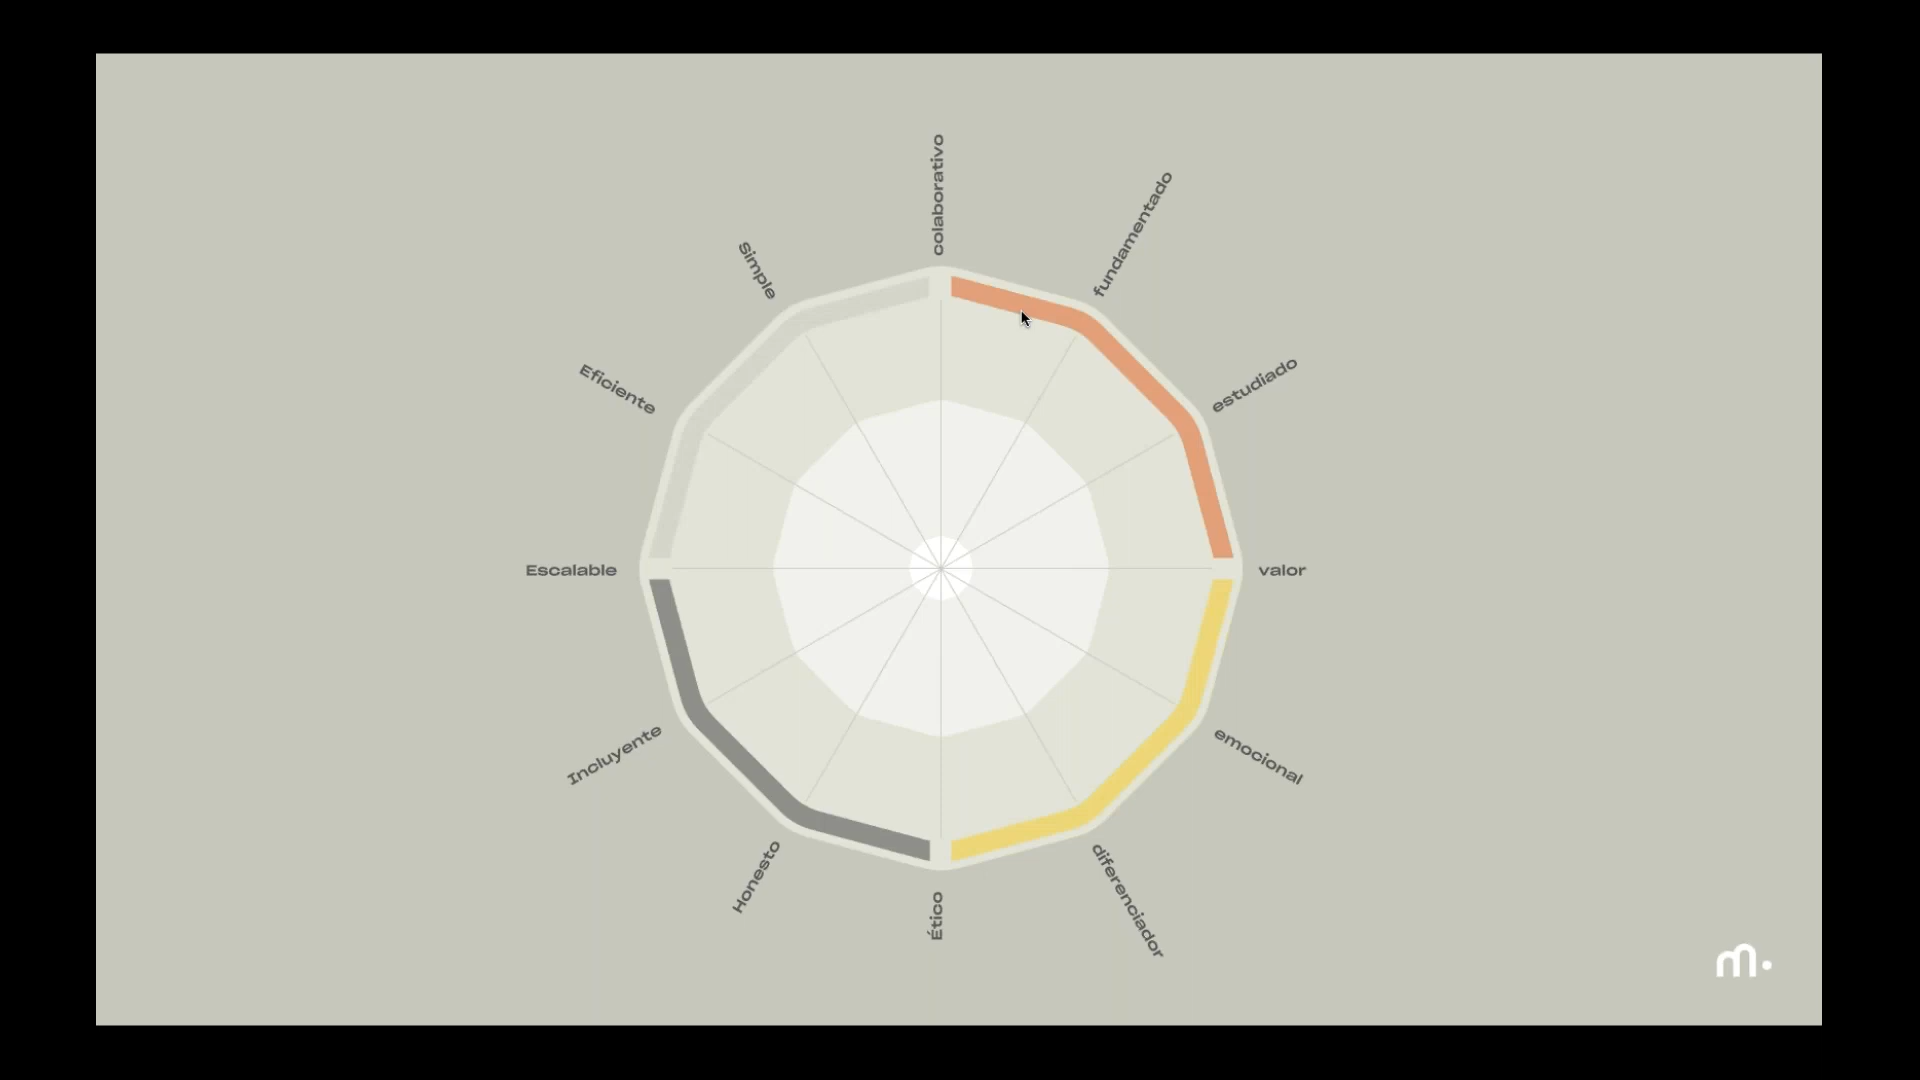 colaborativo
fundamentado
estudiado
valor
emocional
diferenciador
Ético
Honesto
Incluyente
Escalable
Eficiente
simple
m.